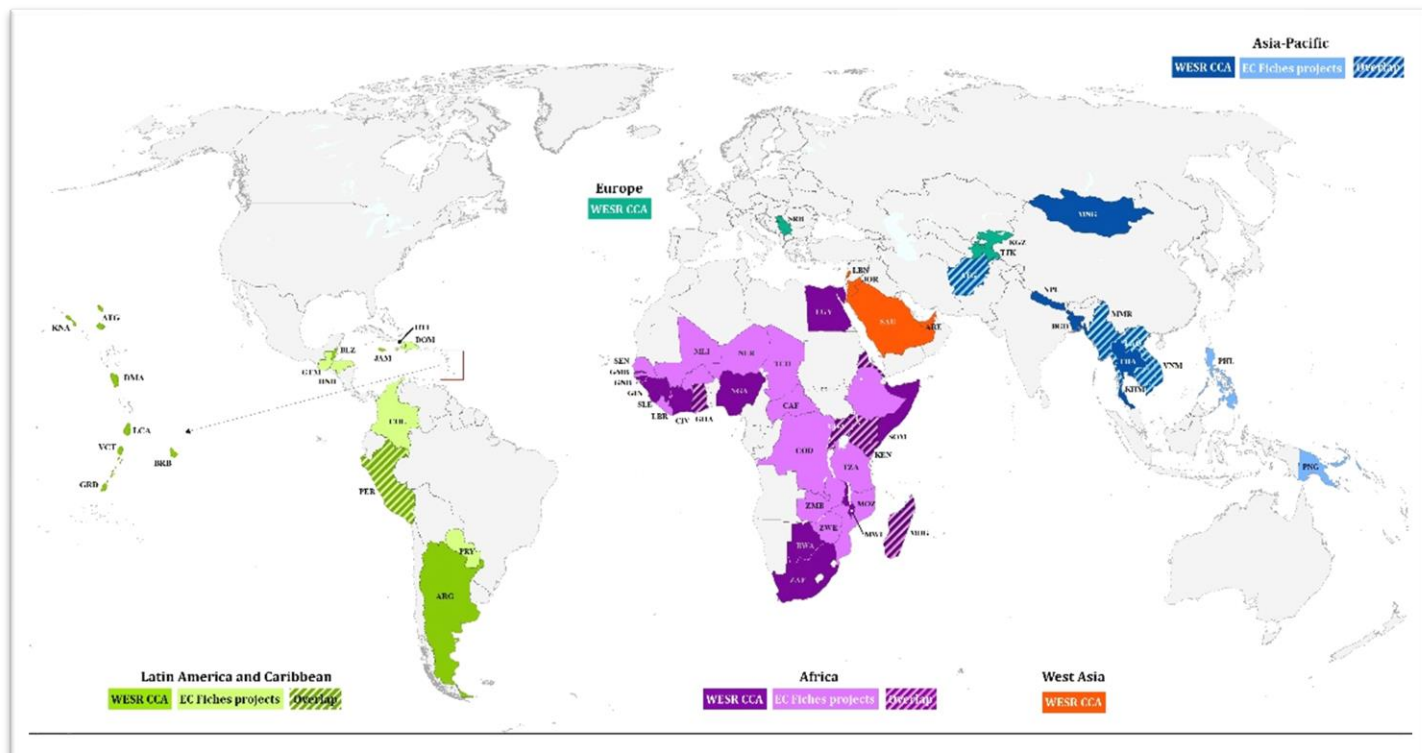 Asia-Pacific
WESR CCA EC Fiches projects Overlap
Europe
WESR CCA
SRB
MNG
KGZ
TJK
LBN
JOR
AFG
NPL
KNA
ATG
HTI
DOM
BLZ
JAM
EGY
SAU
ARE
BGD
MMR
LAO
GTM
HND
SEN
MLI
NER
TCD
THA
VNM
PHL
DMA
GMB
GNB
GIN
NGA
KHM
COL
SLE
LBR
CIV
GHA
CAF
SOM
LCA
VCT
BRB
KEN
COD
TZA
PNG
GRD
PER
ZMB
MOZ
ZWE
MWI
MDG
PRY
BWA
ARG
ZAF
Latin America and Caribbean
WESR CCA EC Fiches projects Overlap
Africa
WESR CCA EC Fiches projects Overlap
West Asia
WESR CCA